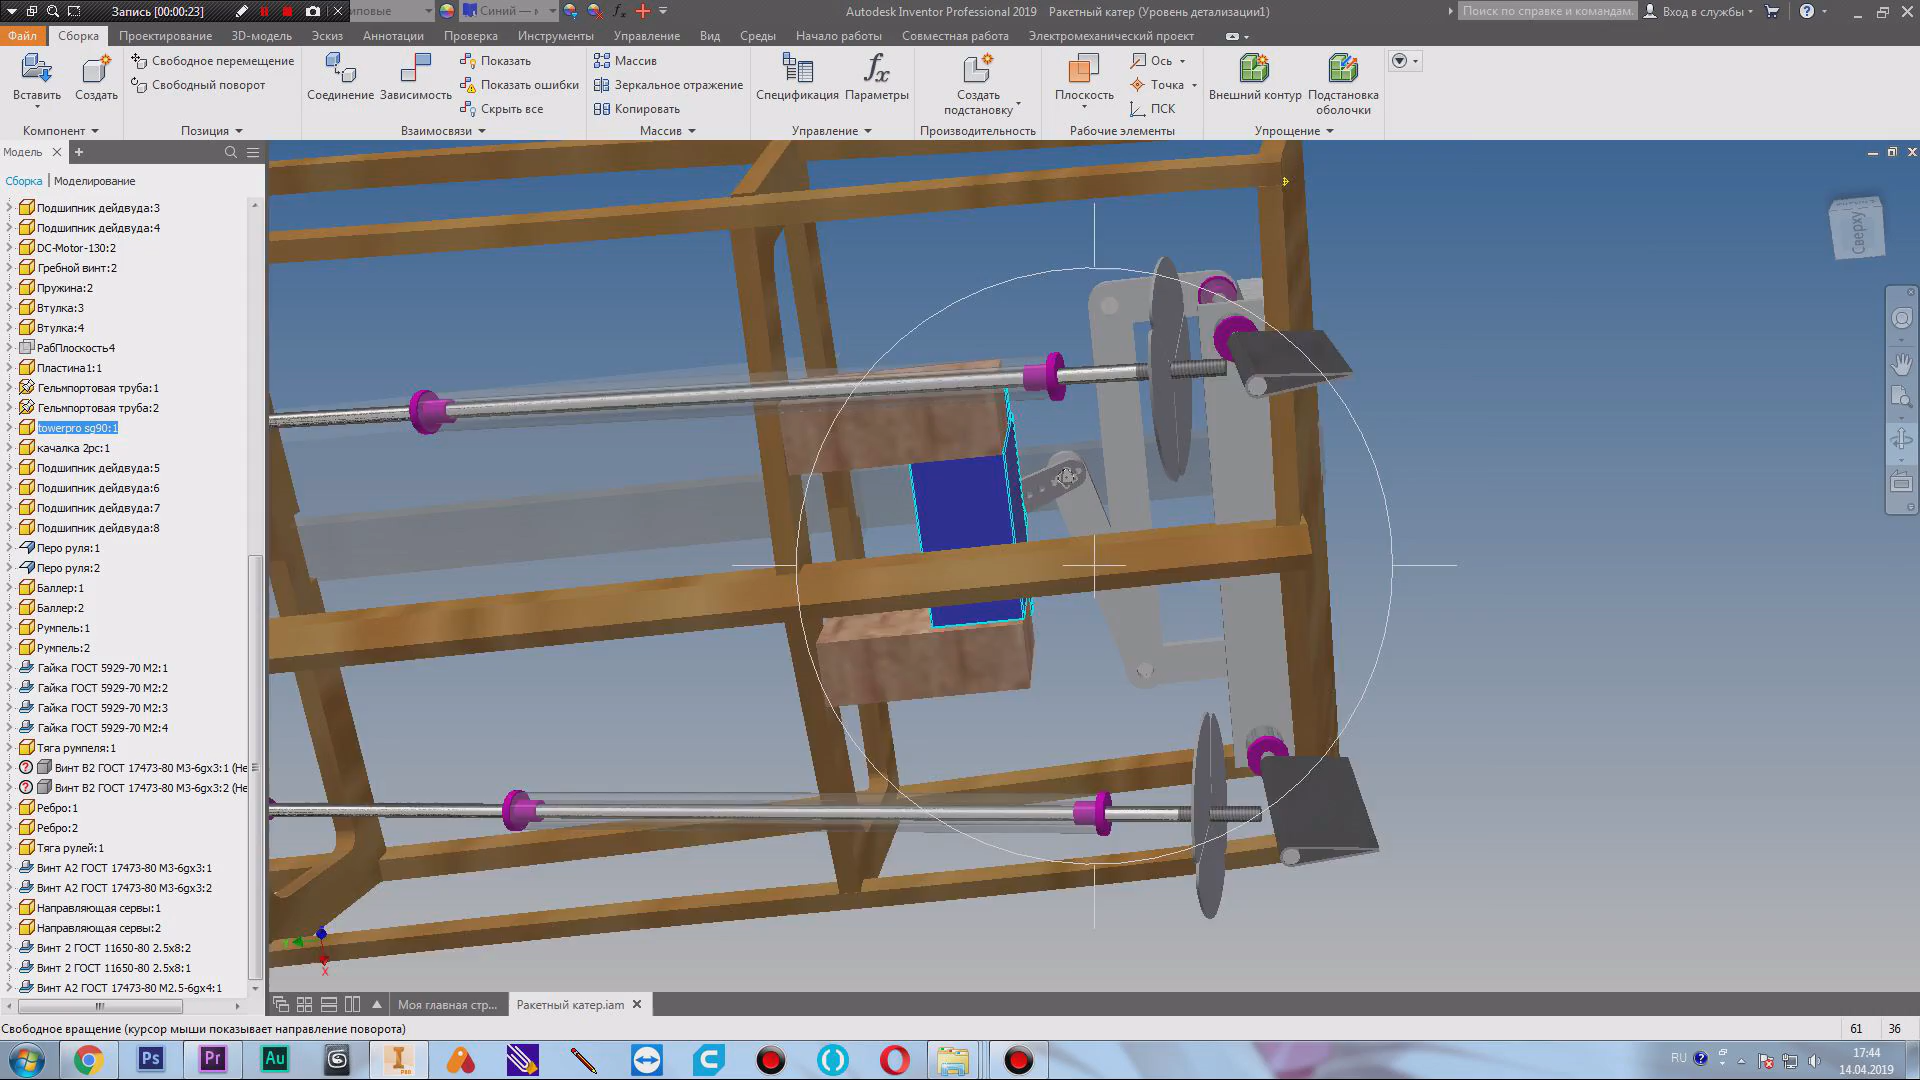 Запись [00:00:23]
иповые
Синий —
Autodesk Inventor Professional 2019 Ракетный катер (Уровень детализации1)
Поиск по справке и командам.
Вход в службы
Файл Сборка Проектирование 3D-модель Эскиз Аннотации Проверка Инструменты Управление Вид Среды Начало работы Совместная работа Электромеханический проект
Вставить
Создать
Свободное перемещение
Свободный поворот
Соединение
Зависимость
Показать
Показать ошибки
Скрыть все
Массив
Зеркальное отражение
Копировать
Спецификация
fx
Параметры
Создать
подстановку
Плоскость
Ось
Точка
ПСК
Внешний контур
Подстановка
оболочки
Компонент Позиция Взаимосвязи Массив Управление Производительность Рабочие элементы Упрощение
Модель
Сборка Моделирование
Подшипник дейдвуда:3
Подшипник дейдвуда:4
DC-Motor-130:2
Гребной винт:2
Пружина:2
Втулка:3
Втулка:4
РабПлоскость4
Пластина1:1
Гельмпортовая труба:1
Гельмпортовая труба:2
towerpro sg90:1
качалка 2рс:1
Подшипник дейдвуда:5
Подшипник дейдвуда:6
Подшипник дейдвуда:7
Подшипник дейдвуда:8
Перо руля:1
Перо руля:2
Баллер:1
Баллер:2
Румпель:1
Румпель:2
Гайка ГОСТ 5929-70 М2:1
Гайка ГОСТ 5929-70 М2:2
Гайка ГОСТ 5929-70 М2:3
Гайка ГОСТ 5929-70 М2:4
Тяга румпеля:1
Винт В2 ГОСТ 17473-80 М3-6gx3:1 (Не
Винт В2 ГОСТ 17473-80 М3-6gx3:2 (Не
Ребро:1
Ребро:2
Тяга рулей:1
Винт А2 ГОСТ 17473-80 М3-6gx3:1
Винт А2 ГОСТ 17473-80 М3-6gx3:2
Направляющая сервы:1
Направляющая сервы:2
Винт 2 ГОСТ 11650-80 2.5x8:2
Винт 2 ГОСТ 11650-80 2.5x8:1
Винт А2 ГОСТ 17473-80 М2.5-6gx4:1
Сверху
X
Моя главная стр...
Ракетный катер.iam
Свободное вращение (курсор мыши показывает направление поворота)
61 36
Ps
Pr
Au
I
PRO
RU
17:44
14.04.2019